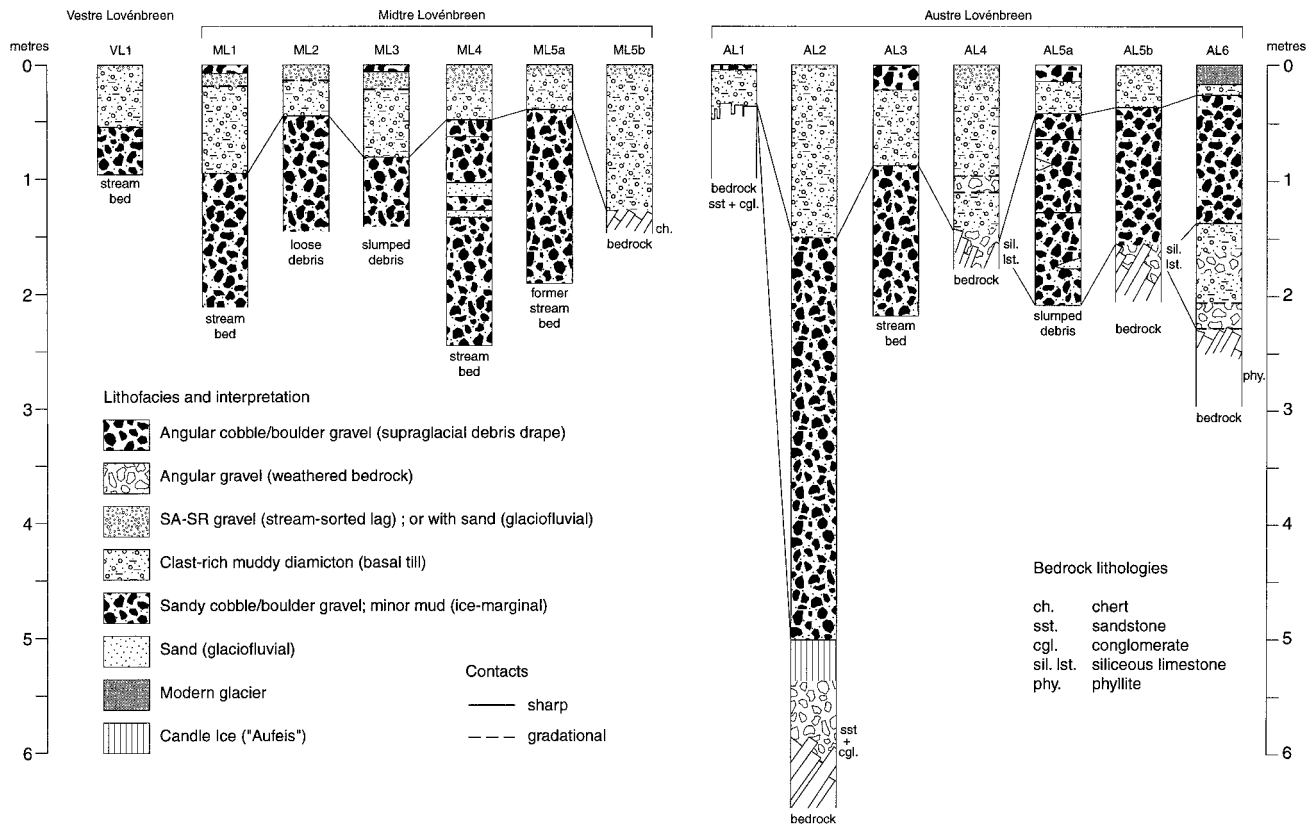 Vestre Lovénbreen Midtre Lovénbreen Austre Lovénbreen
metres VL1 ML1 ML2 ML3 ML4 ML5a ML5b AL1 AL2 AL3 AL4 AL5a AL5b AL6 metres
0 0
1 1
stream bed
stream bed
loose debris
slumped debris
stream bed
former stream bed
ch.
bedrock
bedrock sst + cgl.
stream bed
sil. lst.
bedrock
slumped debris
sil. lst.
bedrock
phy.
bedrock
2 2
3 3
Lithofacies and interpretation
Angular cobble/boulder gravel (supraglacial debris drape)
Angular gravel (weathered bedrock)
SA-SR gravel (stream-sorted lag) ; or with sand (glaciofluvial)
Clast-rich muddy diamicton (basal till)
Sandy cobble/boulder gravel; minor mud (ice-marginal)
Sand (glaciofluvial)
Modern glacier
Candle Ice ("Aufeis")
4 4
5 5
6 6
Contacts
sharp
gradational
sst + cgl.
bedrock
Bedrock lithologies
ch. chert
sst. sandstone
cgl. conglomerate
sil. lst. siliceous limestone
phy. phyllite